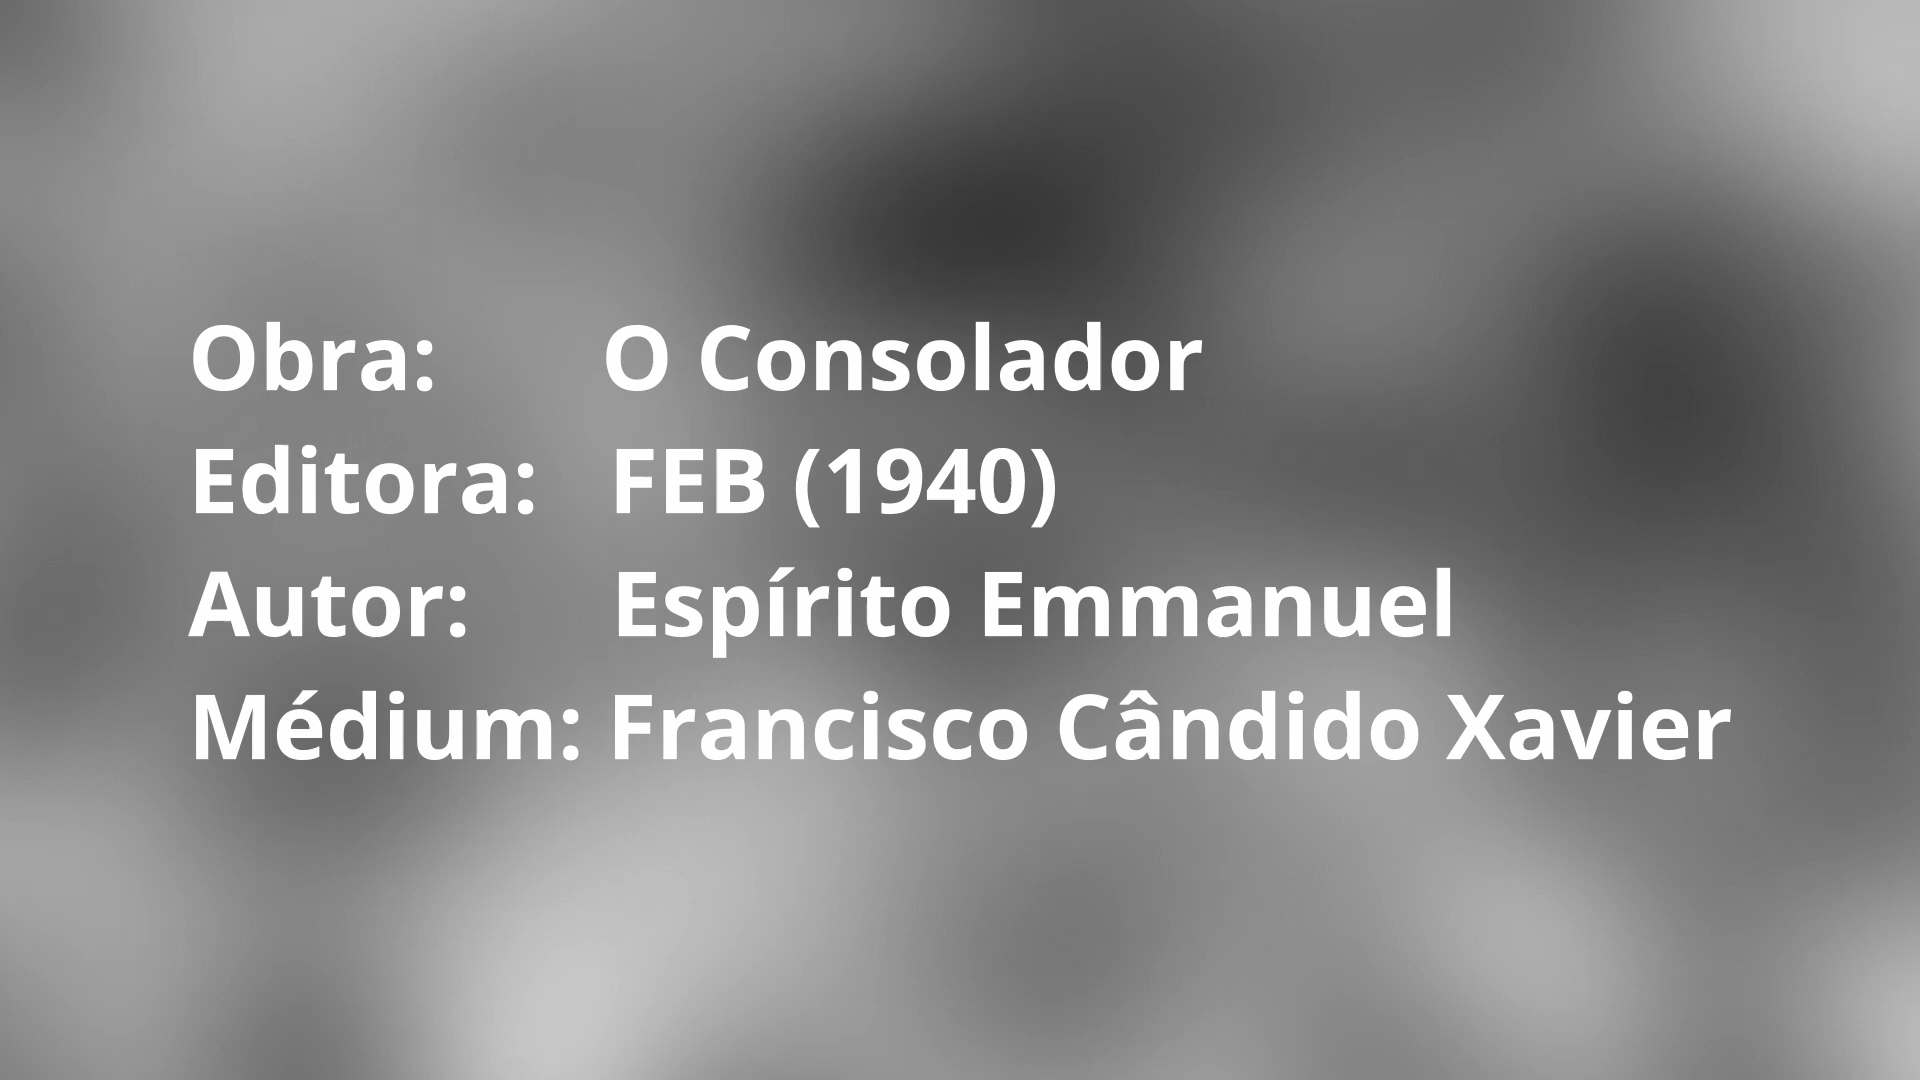 Obra: O Consolador
Editora: FEB (1940)
Autor: Espírito Emmanuel
Médium: Francisco Cândido Xavier